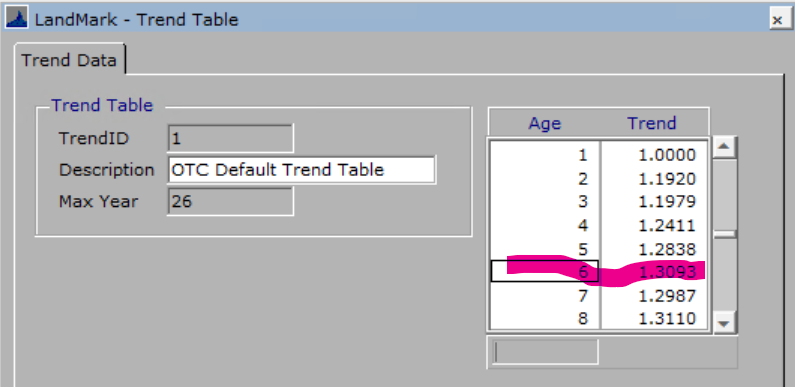 LandMark - Trend Table
Trend Data
Trend Table
TrendID 1
Description OTC Default Trend Table
Max Year 26
Age Trend
1 1.0000
2 1.1920
3 1.1979
4 1.2411
5 1.2838
6 1.3093
7 1.2987
8 1.3110